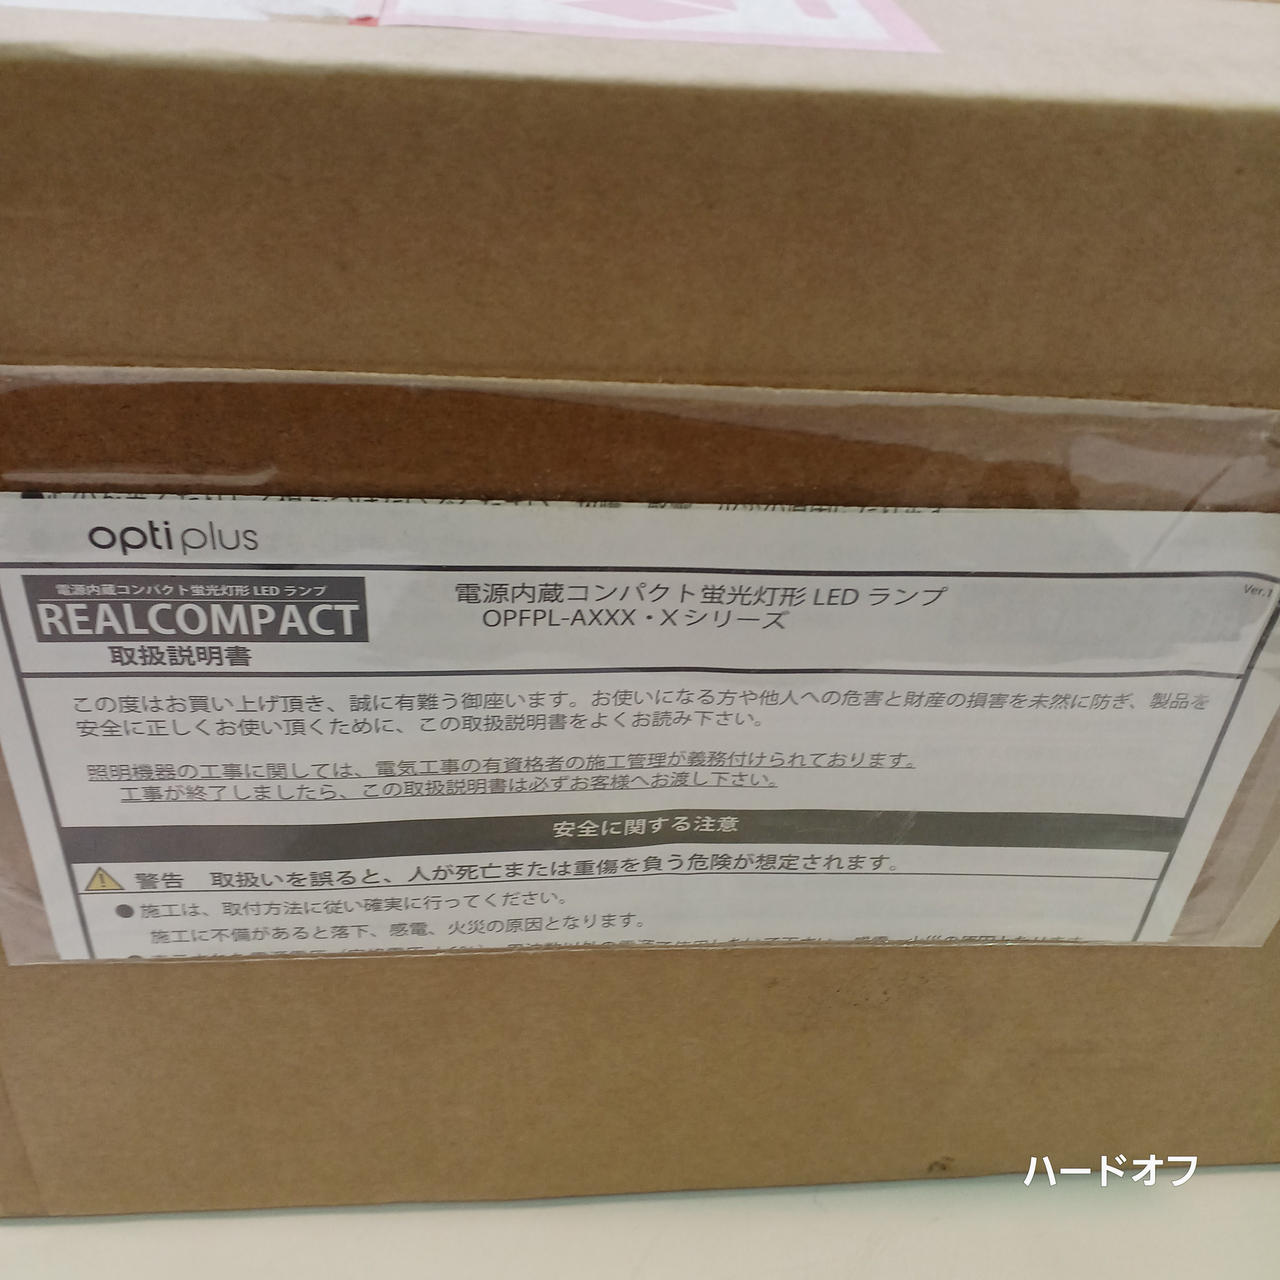 optiplus
電源内蔵コンパクト蛍光灯形 LED ランプ
REALCOMPACT
取扱説明書
電源内蔵コンパクト蛍光灯形 LED ランプ
OPFPL-AXXX・Xシリーズ
Ver.1
この度はお買い上げ頂き、誠に有難う御座います。お使いになる方や他人への危害と財産の損害を未然に防ぎ、製品を
安全に正しくお使い頂くために、この取扱説明書をよくお読み下さい。
照明機器の工事に関しては、電気工事の有資格者の施工管理が義務付けられております。
工事が終了しましたら、この取扱説明書は必ずお客様へお渡し下さい。
安全に関する注意
警告 取扱いを誤ると、人が死亡または重傷を負う危険が想定されます。
●施工は、取付方法に従い確実に行ってください。
施工に不備があると落下、感電、火災の原因となります。
ハードオフ